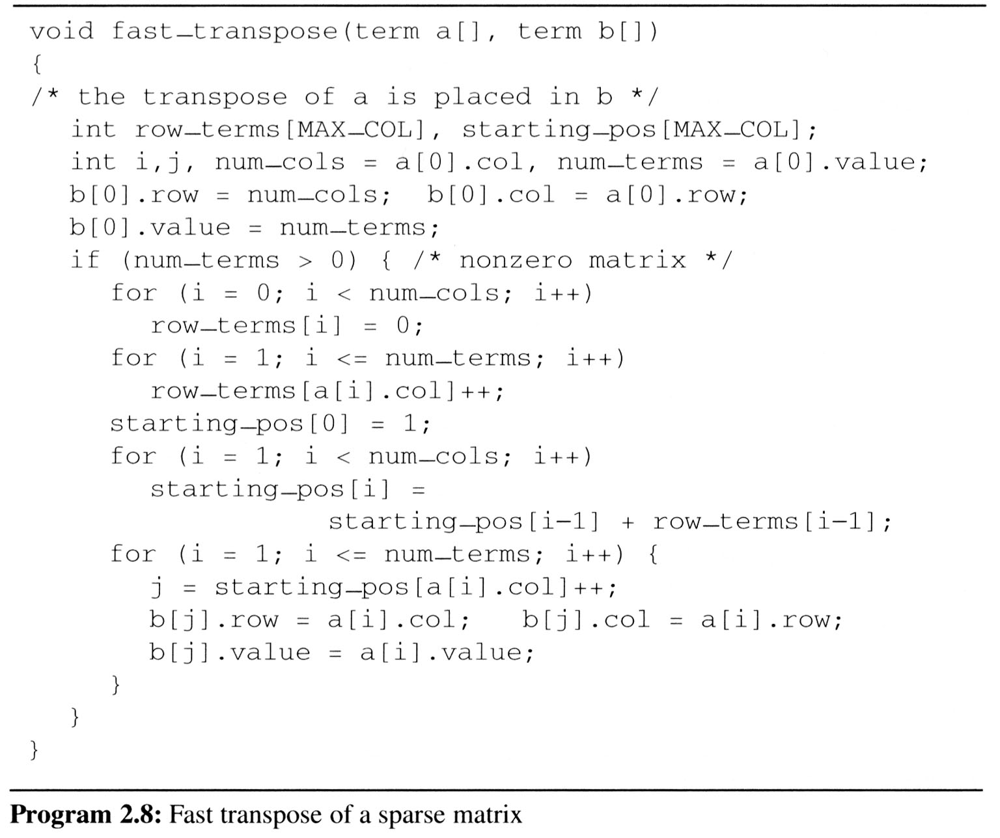 void fast_transpose(term a[], term b[])
{
/* the transpose of a is placed in b */
   int row_terms[MAX_COL], starting_pos[MAX_COL];
   int i,j, num_cols = a[0].col, num_terms = a[0].value;
   b[0].row = num_cols;  b[0].col = a[0].row;
   b[0].value = num_terms;
   if (num_terms > 0) { /* nonzero matrix */
      for (i = 0; i < num_cols; i++)
         row_terms[i] = 0;
      for (i = 1; i <= num_terms; i++)
         row_terms[a[i].col]++;
      starting_pos[0] = 1;
      for (i = 1; i < num_cols; i++)
         starting_pos[i] =
                    starting_pos[i-1] + row_terms[i-1];
      for (i = 1; i <= num_terms; i++) {
         j = starting_pos[a[i].col]++;
         b[j].row = a[i].col;   b[j].col = a[i].row;
         b[j].value = a[i].value;
      }
   }
}
Program 2.8: Fast transpose of a sparse matrix